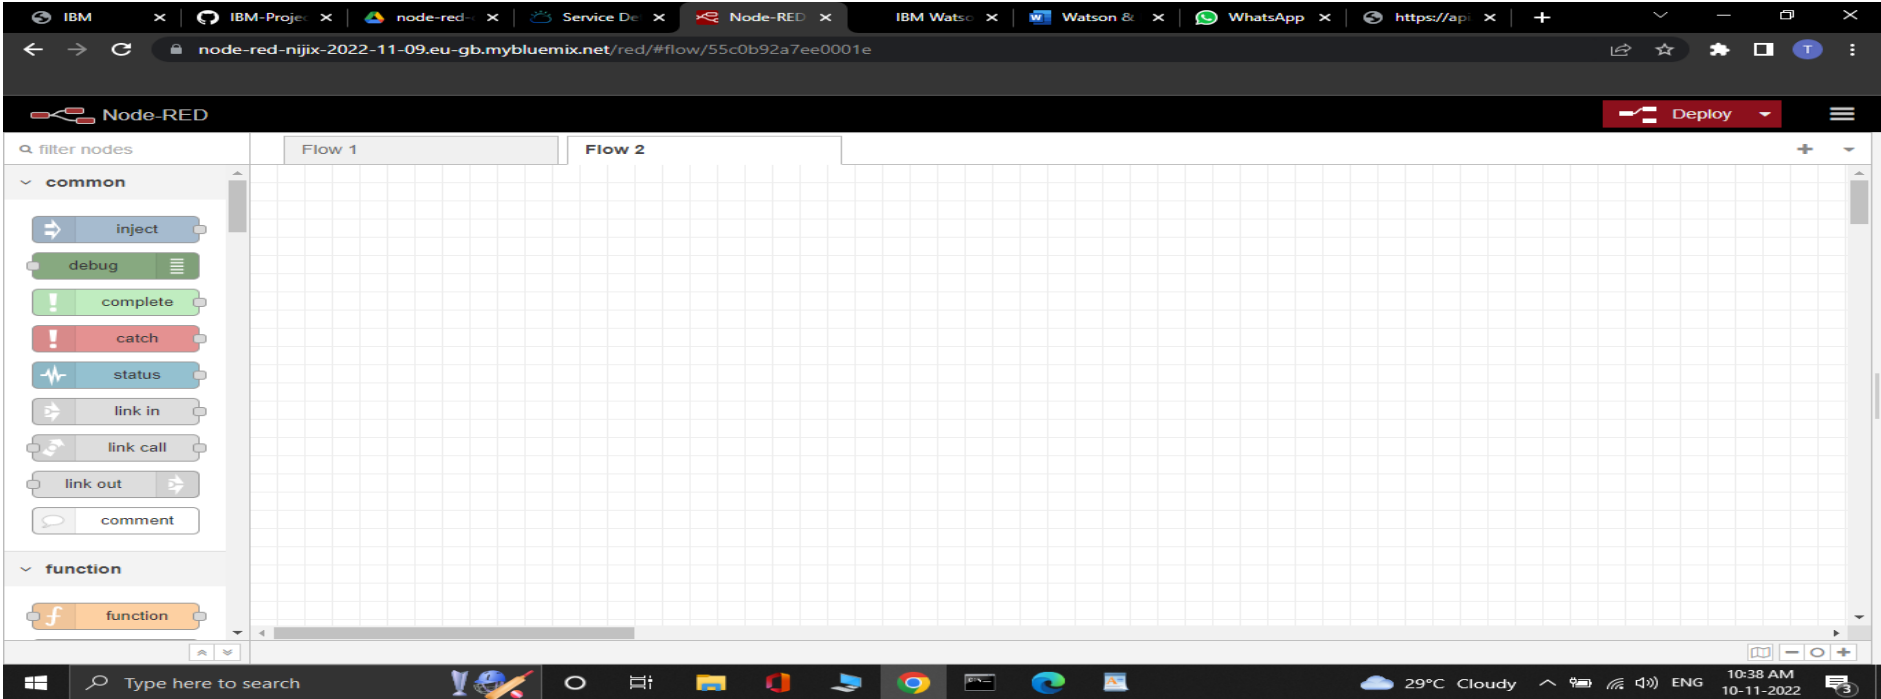 IBM
IBM-Projec
node-red-
Service De
Node-RED
IBM Watso
Watson &
WhatsApp
https://api
node-red-nijix-2022-11-09.eu-gb.mybluemix.net/red/#flow/55c0b92a7ee0001e
T
Node-RED
Deploy
filter nodes
Flow 1
Flow 2
common
inject
debug
complete
catch
status
link in
link call
link out
comment
function
function
Type here to search
29°C Cloudy
ENG
10:38 AM
10-11-2022
3